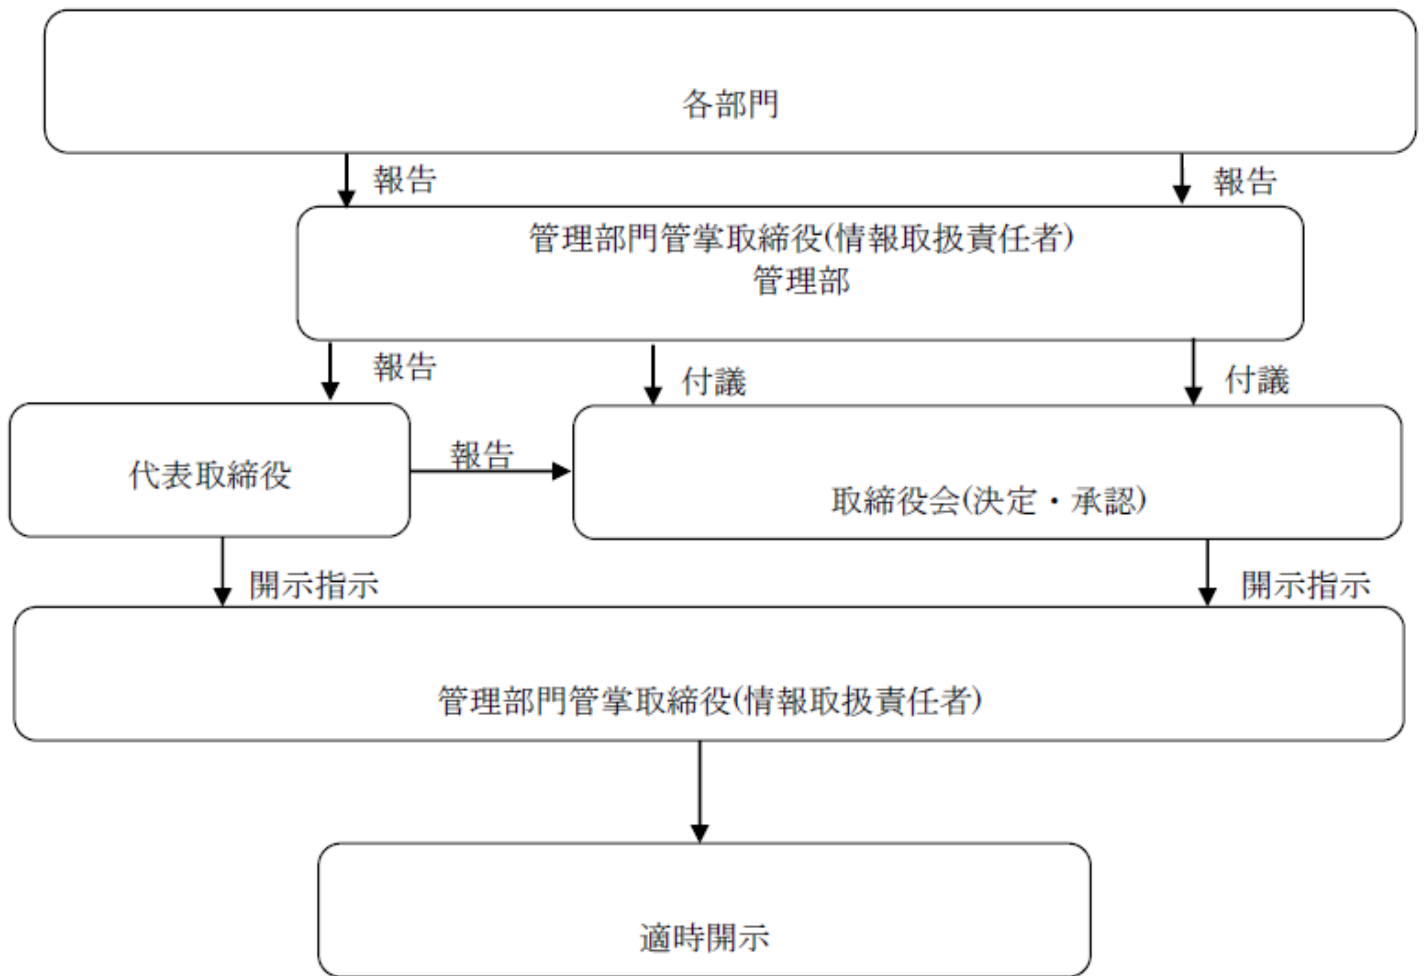 各部門
報告
報告
管理部門管掌取締役(情報取扱責任者)
管理部
報告
付議
付議
代表取締役
報告
取締役会(決定・承認)
開示指示
開示指示
管理部門管掌取締役(情報取扱責任者)
適時開示